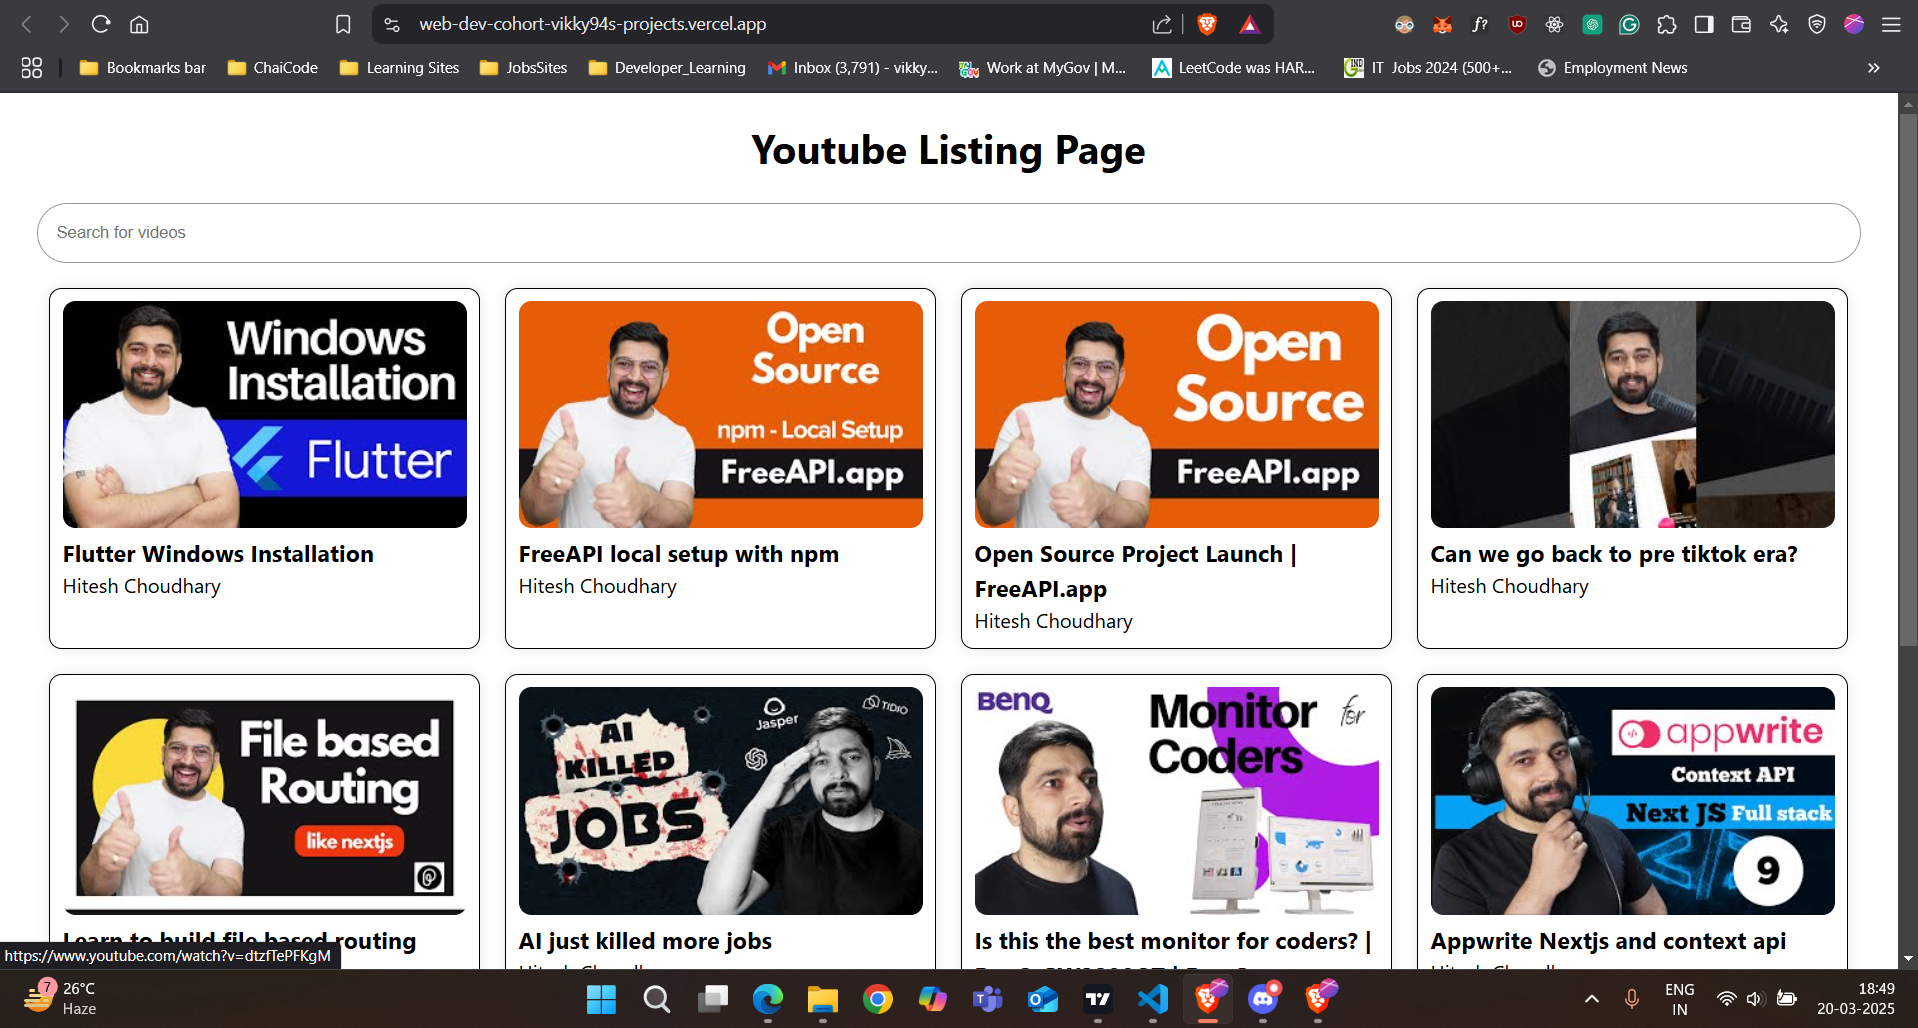 web-dev-cohort-vikky94s-projects.vercel.app
Bookmarks bar
ChaiCode
Learning Sites
JobsSites
Developer_Learning
Inbox (3,791) - vikky...
Work at MyGov | M...
LeetCode was HAR...
IT Jobs 2024 (500+...
Employment News
Youtube Listing Page
Search for videos
Windows
Installation
Flutter
Flutter Windows Installation
Hitesh Choudhary
Open
Source
npm - Local Setup
FreeAPI.app
FreeAPI local setup with npm
Hitesh Choudhary
Open
Source
FreeAPI.app
Open Source Project Launch |
FreeAPI.app
Hitesh Choudhary
Can we go back to pre tiktok era?
Hitesh Choudhary
File based
Routing
like nextjs
Learn to build file based routing
Jasper
TIDIO
AI
KILLED
JOBS
AI just killed more jobs
BENQ
Monitor for
Coders
Is this the best monitor for coders? |
appwrite
Context API
Next JS Full stack
9
Appwrite Nextjs and context api
https://www.youtube.com/watch?v=dtzfTePFKgM
7
26°C
Haze
ENG
IN
18:49
20-03-2025